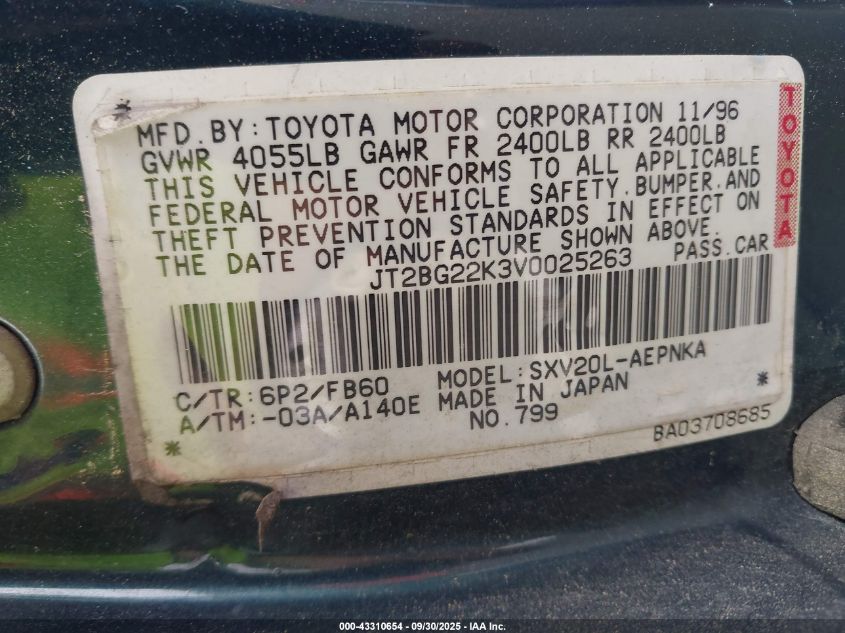 MFD. BY: TOYOTA MOTOR CORPORATION 11/96
GVWR 4055LB GAWR FR 2400LB RR 2400LB
THIS VEHICLE CONFORMS TO ALL APPLICABLE
FEDERAL MOTOR VEHICLE SAFETY, BUMPER, AND
THEFT PREVENTION STANDARDS IN EFFECT ON
THE DATE OF MANUFACTURE SHOWN ABOVE.
JT2BG22K3V0025263 PASS. CAR
TOYOTA
C/TR: 6P2/FB60 MODEL: SXV20L-AEPNKA
A/TM: -03A/A140E MADE IN JAPAN
NO. 799
BA03708685
000-43310654 - 09/30/2025 - IAA Inc.